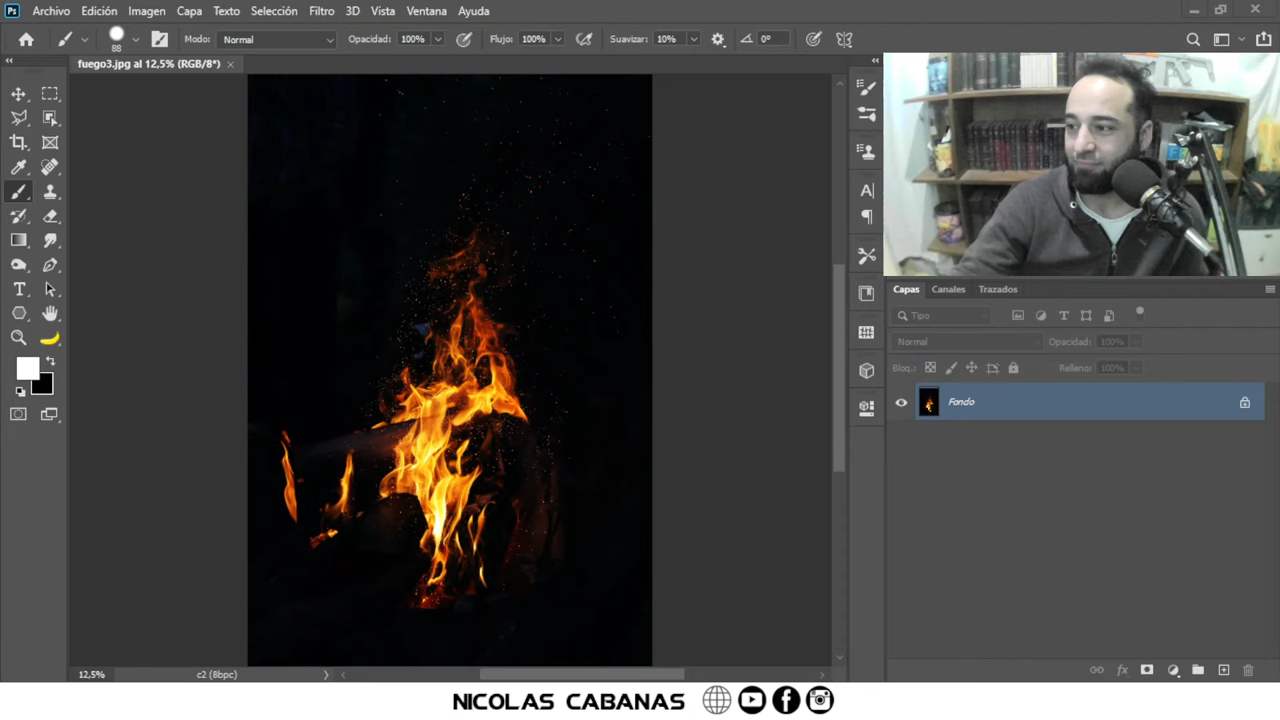 Ps Archivo Edición Imagen Capa Texto Selección Filtro 3D Vista Ventana Ayuda
88 Modo: Normal Opacidad: 100% Flujo: 100% Suavizar: 10% 0°
fuego3.jpg al 12,5% (RGB/8*)
Capas Canales Trazados
Tipo
Normal Opacidad: 100%
Bloq.: Relleno: 100%
Fondo
12,5% c2 (8bpc)
NICOLAS CABANAS